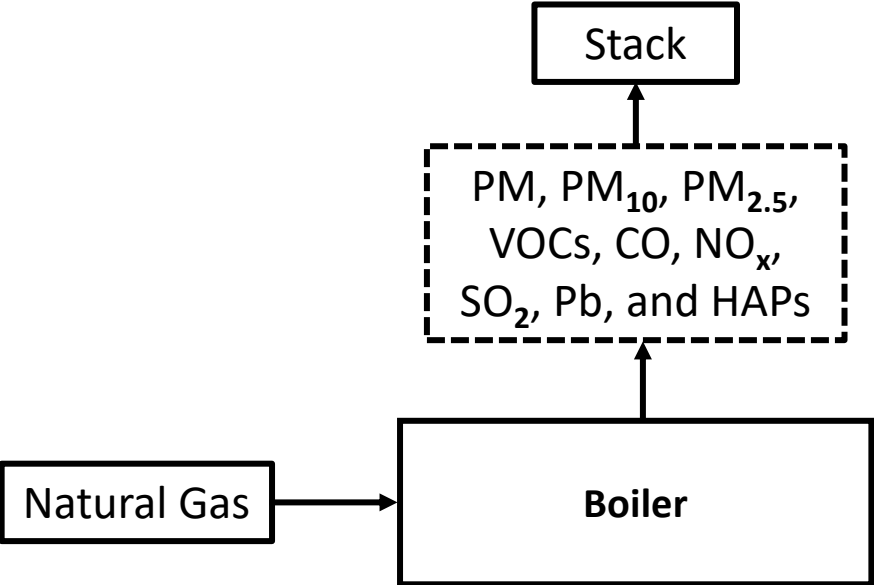 Stack
PM, PM₁₀, PM₂.₅,
VOCs, CO, NOₓ,
SO₂, Pb, and HAPs
Natural Gas
Boiler